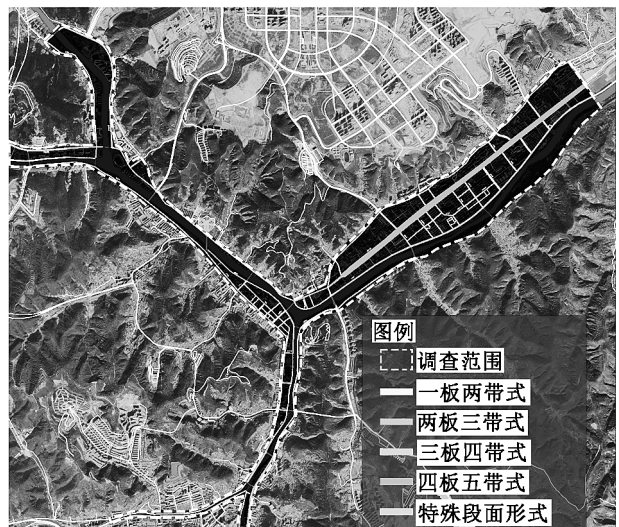 图例
调查范围
一板两带式
两板三带式
三板四带式
四板五带式
特殊段面形式